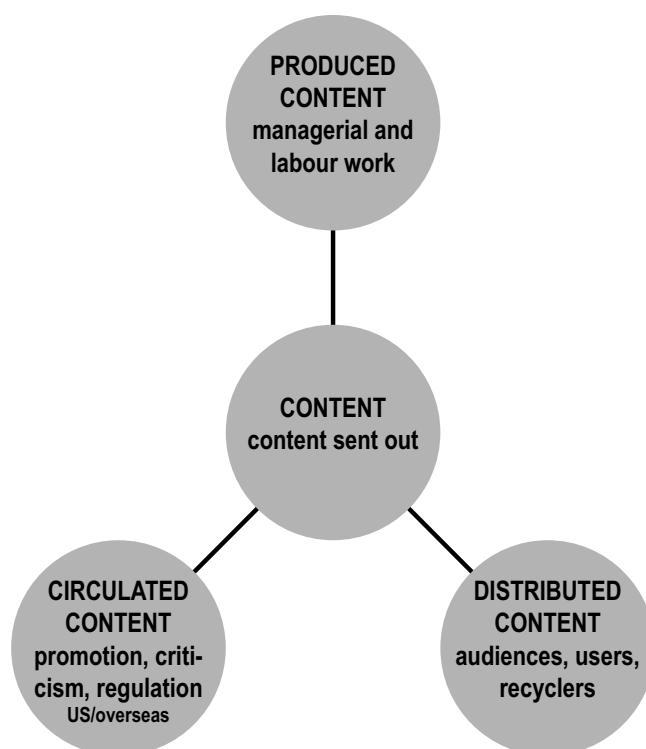 PRODUCED
CONTENT
managerial and
labour work
CONTENT
content sent out
CIRCULATED
CONTENT
promotion, criti-
cism, regulation
US/overseas
DISTRIBUTED
CONTENT
audiences, users,
recyclers